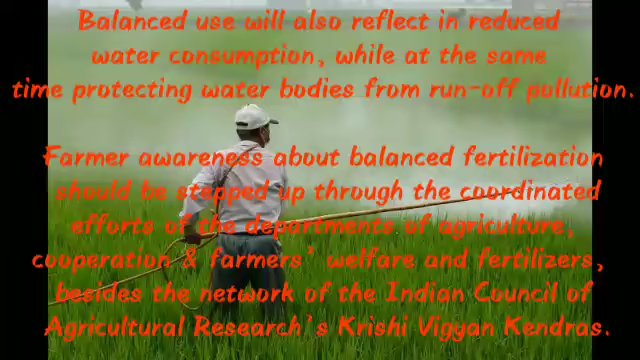 Balanced use will also reflect in reduced
water consumption, while at the same
time protecting water bodies from run-off pollution.
Farmer awareness about balanced fertilization
should be stepped up through the coordinated
efforts of the departments of agriculture,
cooperation & farmers' welfare and fertilizers,
besides the network of the Indian Council of
Agricultural Research's Krishi Vigyan Kendras.